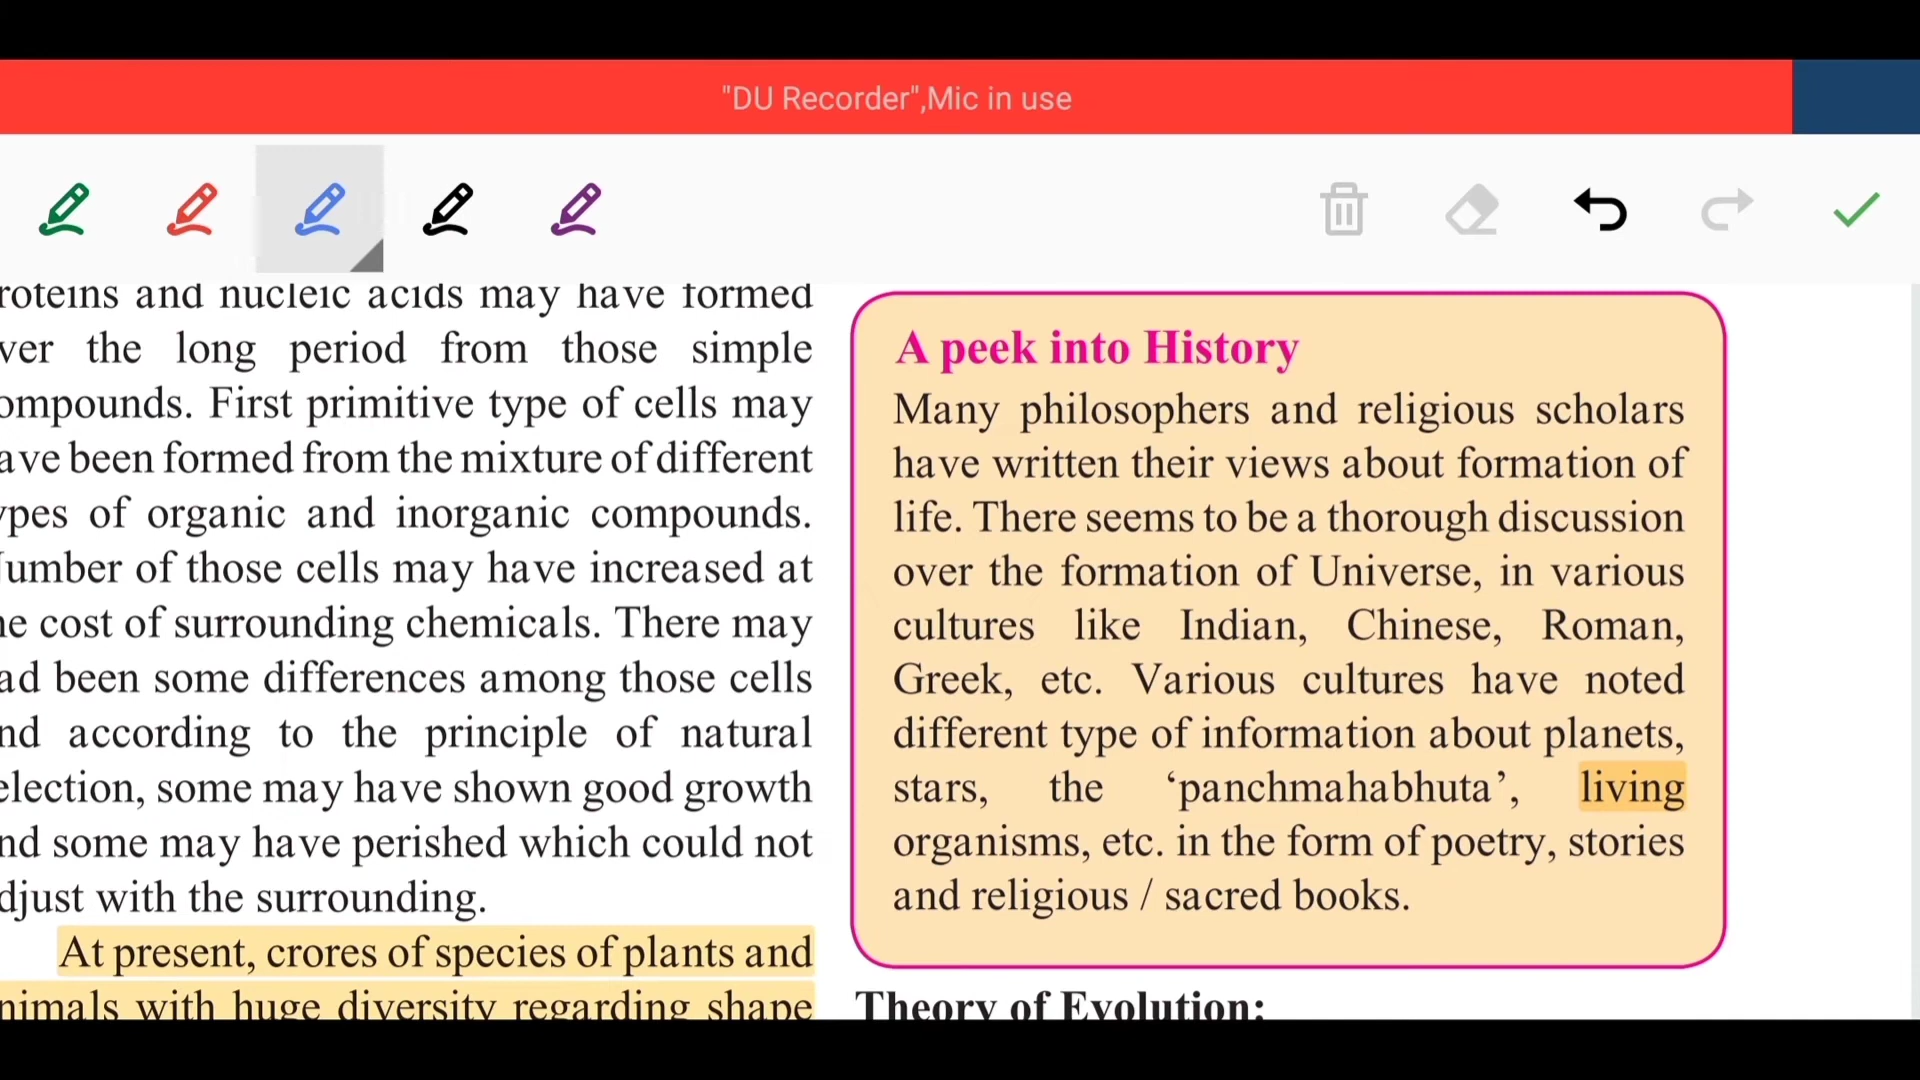 "DU Recorder",Mic in use
roteins and nucleic acids may have formed
ver the long period from those simple
ompounds. First primitive type of cells may
ave been formed from the mixture of different
ypes of organic and inorganic compounds.
umber of those cells may have increased at
he cost of surrounding chemicals. There may
ad been some differences among those cells
nd according to the principle of natural
election, some may have shown good growth
nd some may have perished which could not
djust with the surrounding.
At present, crores of species of plants and
nimals with huge diversity regarding shape
A peek into History
Many philosophers and religious scholars
have written their views about formation of
life. There seems to be a thorough discussion
over the formation of Universe, in various
cultures like Indian, Chinese, Roman,
Greek, etc. Various cultures have noted
different type of information about planets,
stars, the ‘panchmahabhuta’, living
organisms, etc. in the form of poetry, stories
and religious / sacred books.
Theory of Evolution: